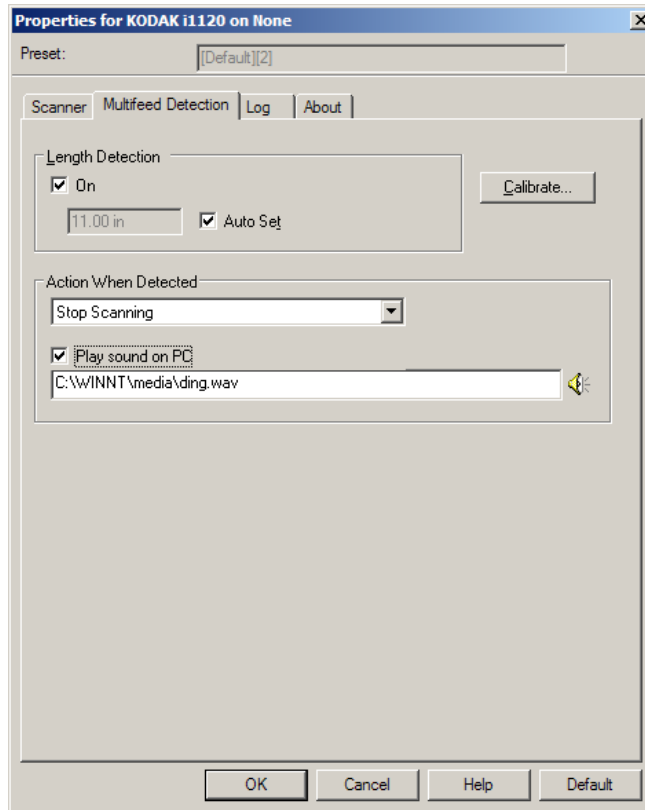 Properties for KODAK i1120 on None
Preset: [Default][2]
Scanner Multifeed Detection Log About
Length Detection
On
Calibrate...
11.00 in Auto Set
Action When Detected
Stop Scanning
Play sound on PC
C:\WINNT\media\ding.wav
OK Cancel Help Default